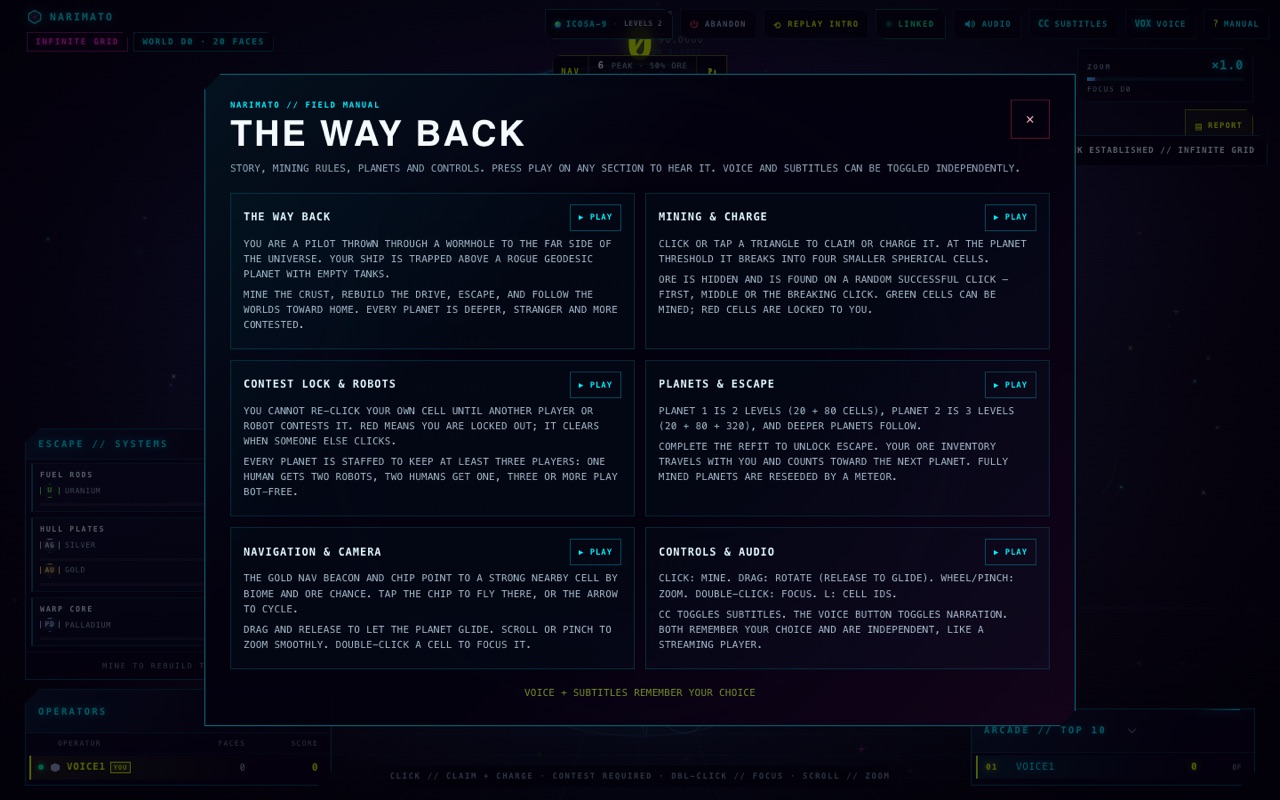 NARIMATO
ICOSA-9 · LEVELS 2
ABANDON
REPLAY INTRO
LINKED
AUDIO
CC SUBTITLES
VOX VOICE
? MANUAL
INFINITE GRID
WORLD D0 · 20 FACES
NAV
6 PEAK · 50% ORE
ZOOM
×1.0
FOCUS D0
REPORT
ESTABLISHED // INFINITE GRID
NARIMATO // FIELD MANUAL
THE WAY BACK
×
STORY, MINING RULES, PLANETS AND CONTROLS. PRESS PLAY ON ANY SECTION TO HEAR IT. VOICE AND SUBTITLES CAN BE TOGGLED INDEPENDENTLY.
THE WAY BACK
▶ PLAY
YOU ARE A PILOT THROWN THROUGH A WORMHOLE TO THE FAR SIDE OF
THE UNIVERSE. YOUR SHIP IS TRAPPED ABOVE A ROGUE GEODESIC
PLANET WITH EMPTY TANKS.
MINE THE CRUST, REBUILD THE DRIVE, ESCAPE, AND FOLLOW THE
WORLDS TOWARD HOME. EVERY PLANET IS DEEPER, STRANGER AND MORE
CONTESTED.
MINING & CHARGE
▶ PLAY
CLICK OR TAP A TRIANGLE TO CLAIM OR CHARGE IT. AT THE PLANET
THRESHOLD IT BREAKS INTO FOUR SMALLER SPHERICAL CELLS.
ORE IS HIDDEN AND IS FOUND ON A RANDOM SUCCESSFUL CLICK —
FIRST, MIDDLE OR THE BREAKING CLICK. GREEN CELLS CAN BE
MINED; RED CELLS ARE LOCKED TO YOU.
CONTEST LOCK & ROBOTS
▶ PLAY
YOU CANNOT RE-CLICK YOUR OWN CELL UNTIL ANOTHER PLAYER OR
ROBOT CONTESTS IT. RED MEANS YOU ARE LOCKED OUT; IT CLEARS
WHEN SOMEONE ELSE CLICKS.
EVERY PLANET IS STAFFED TO KEEP AT LEAST THREE PLAYERS: ONE
HUMAN GETS TWO ROBOTS, TWO HUMANS GET ONE, THREE OR MORE PLAY
BOT-FREE.
PLANETS & ESCAPE
▶ PLAY
PLANET 1 IS 2 LEVELS (20 + 80 CELLS), PLANET 2 IS 3 LEVELS
(20 + 80 + 320), AND DEEPER PLANETS FOLLOW.
COMPLETE THE REFIT TO UNLOCK ESCAPE. YOUR ORE INVENTORY
TRAVELS WITH YOU AND COUNTS TOWARD THE NEXT PLANET. FULLY
MINED PLANETS ARE RESEEDED BY A METEOR.
NAVIGATION & CAMERA
▶ PLAY
THE GOLD NAV BEACON AND CHIP POINT TO A STRONG NEARBY CELL BY
BIOME AND ORE CHANCE. TAP THE CHIP TO FLY THERE, OR THE ARROW
TO CYCLE.
DRAG AND RELEASE TO LET THE PLANET GLIDE. SCROLL OR PINCH TO
ZOOM SMOOTHLY. DOUBLE-CLICK A CELL TO FOCUS IT.
CONTROLS & AUDIO
▶ PLAY
CLICK: MINE. DRAG: ROTATE (RELEASE TO GLIDE). WHEEL/PINCH:
ZOOM. DOUBLE-CLICK: FOCUS. L: CELL IDS.
CC TOGGLES SUBTITLES. THE VOICE BUTTON TOGGLES NARRATION.
BOTH REMEMBER YOUR CHOICE AND ARE INDEPENDENT, LIKE A
STREAMING PLAYER.
VOICE + SUBTITLES REMEMBER YOUR CHOICE
ESCAPE // SYSTEMS
FUEL RODS
U URANIUM
HULL PLATES
AG SILVER
AU GOLD
WARP CORE
PD PALLADIUM
MINE TO REBUILD T
OPERATORS
OPERATOR FACES SCORE
VOICE1 YOU 0 0
CLICK // CLAIM + CHARGE · CONTEST REQUIRED · DBL-CLICK // FOCUS · SCROLL // ZOOM
ARCADE // TOP 10
01 VOICE1 0